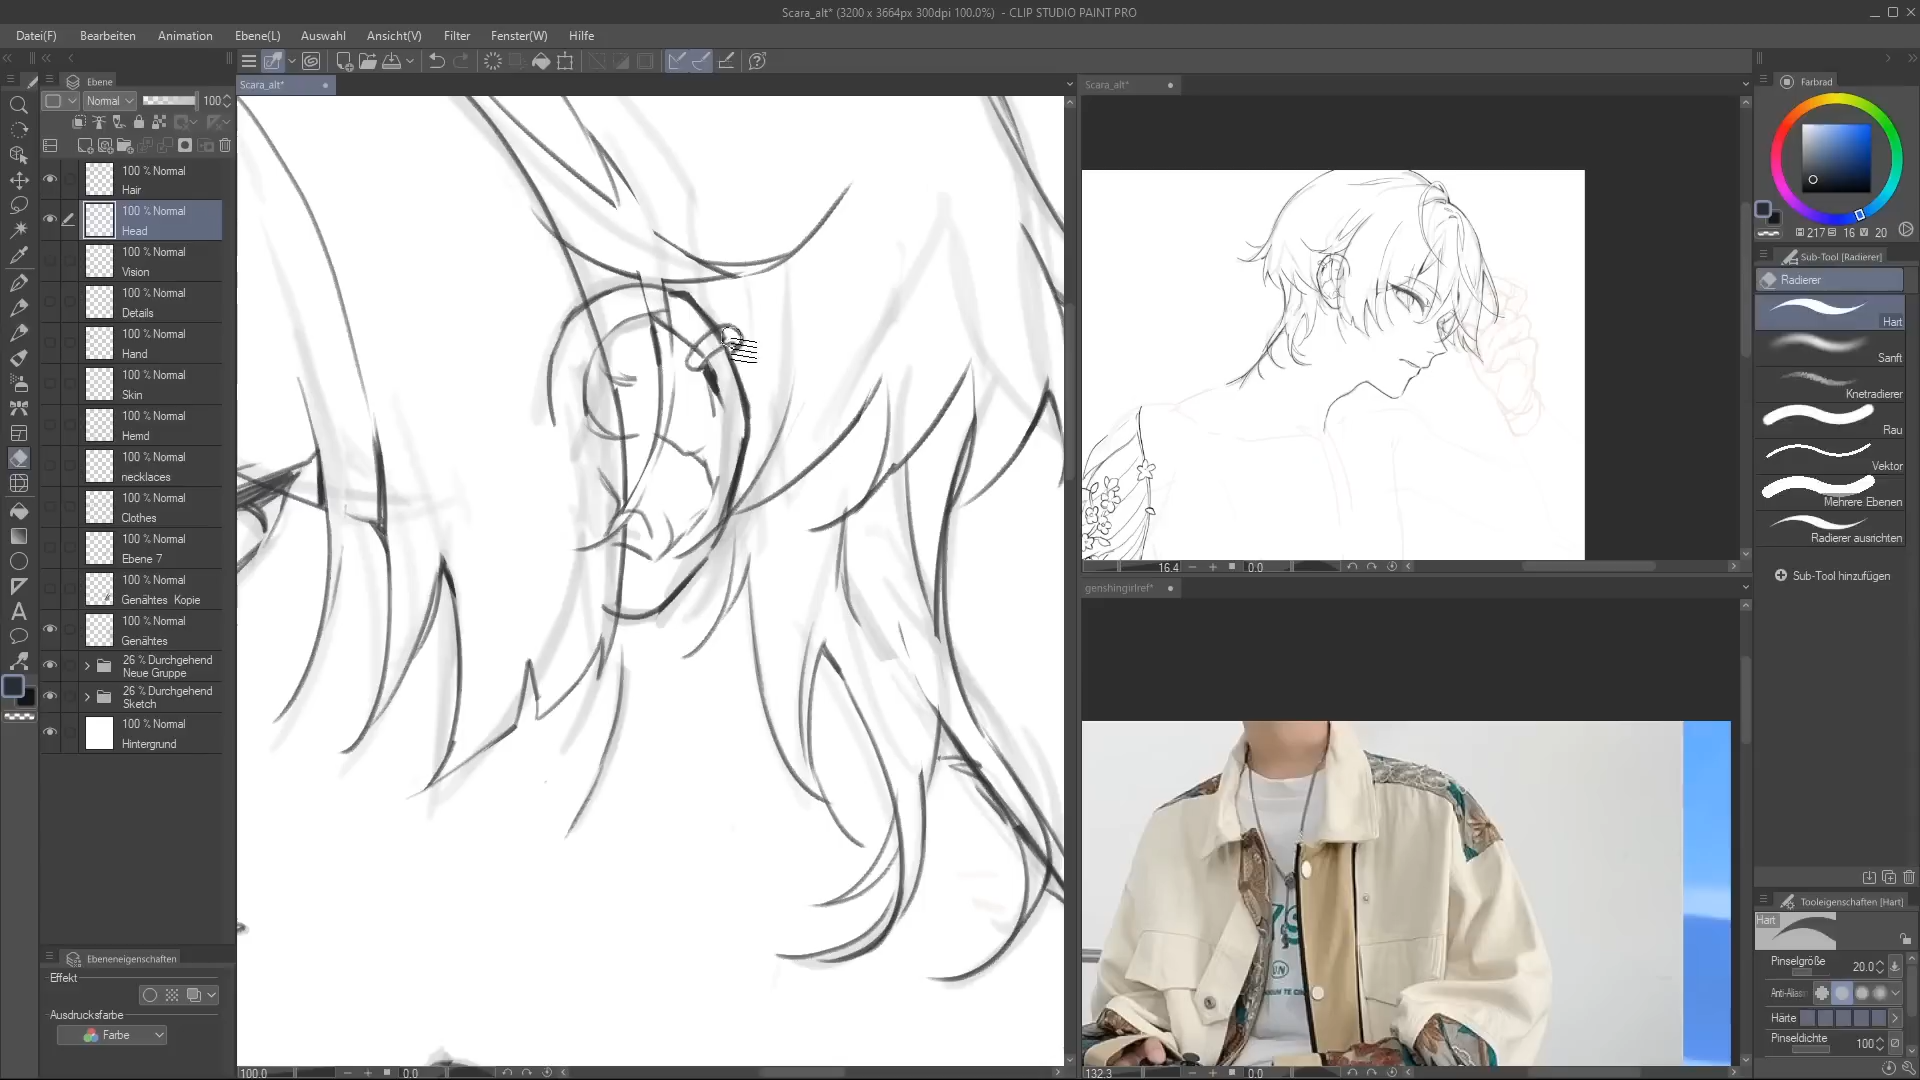 Scara_alt* (3200 x 3664px 300dpi 100.0%)  - CLIP STUDIO PAINT PRO
Datei(F) Bearbeiten Animation Ebene(L) Auswahl Ansicht(V) Filter Fenster(W) Hilfe
Ebene
Normal 100
100 % Normal
Hair
100 % Normal
Head
100 % Normal
Vision
100 % Normal
Details
100 % Normal
Hand
100 % Normal
Skin
100 % Normal
Hemd
100 % Normal
necklaces
100 % Normal
Clothes
100 % Normal
Ebene 7
100 % Normal
Genähtes Kopie
100 % Normal
Genähtes
26 % Durchgehend
Neue Gruppe
26 % Durchgehend
Sketch
100 % Normal
Hintergrund
Ebeneneigenschaften
Effekt
Ausdrucksfarbe
Farbe
Scara_alt*
100.0 0.0
Scara_alt*
16.4 0.0
genshingirlref*
132.3 0.0
Farbrad
217 16 20
Sub-Tool [Radierer]
Radierer
Hart
Sanft
Knetradierer
Rau
Vektor
Mehrere Ebenen
Radierer ausrichten
Sub-Tool hinzufügen
Tooleigenschaften [Hart]
Hart
Pinselgröße 20.0
Anti-Alias
Härte
Pinseldichte 100